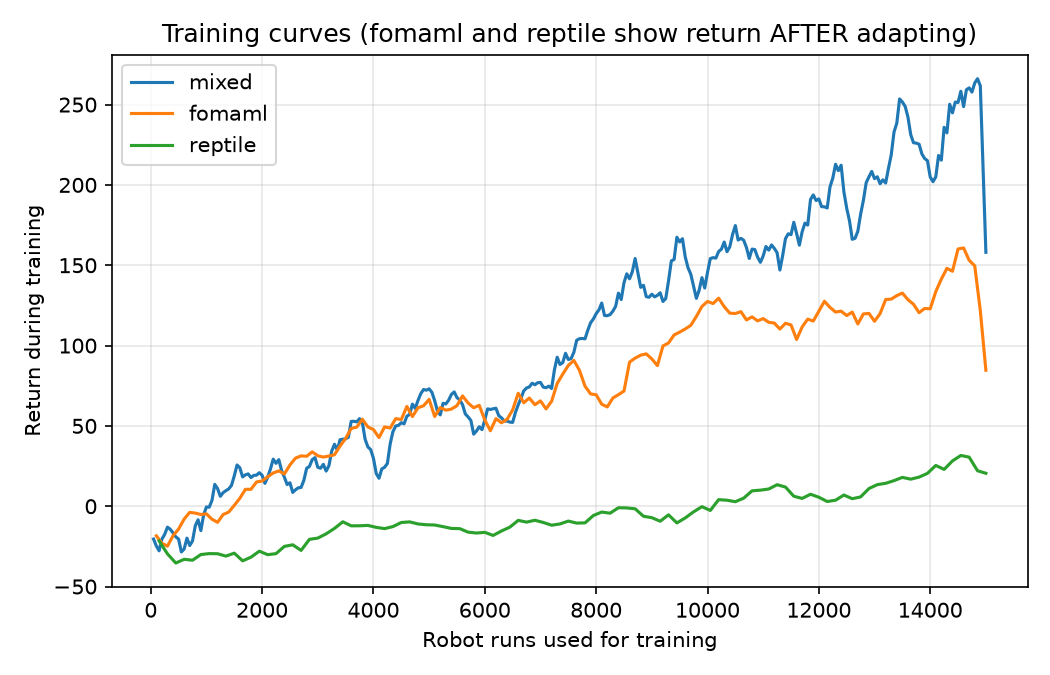 Training curves (fomaml and reptile show return AFTER adapting)
mixed
fomaml
reptile
Return during training
250
200
150
100
50
0
−50
0 2000 4000 6000 8000 10000 12000 14000
Robot runs used for training